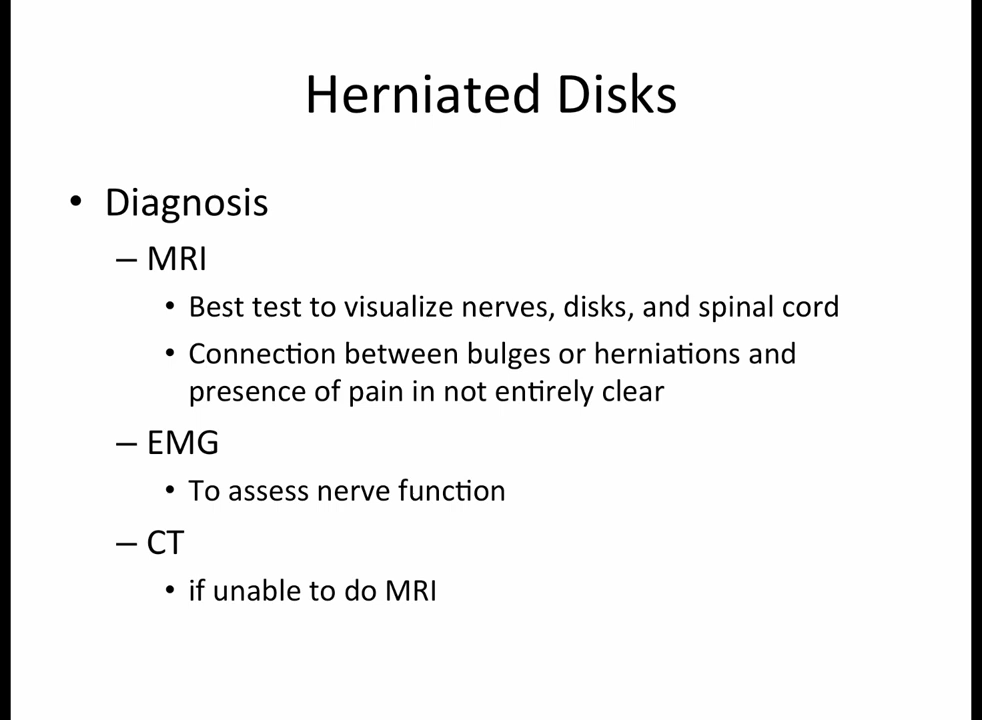 Herniated Disks
• Diagnosis
– MRI
• Best test to visualize nerves, disks, and spinal cord
• Connection between bulges or herniations and
presence of pain in not entirely clear
– EMG
• To assess nerve function
– CT
• if unable to do MRI